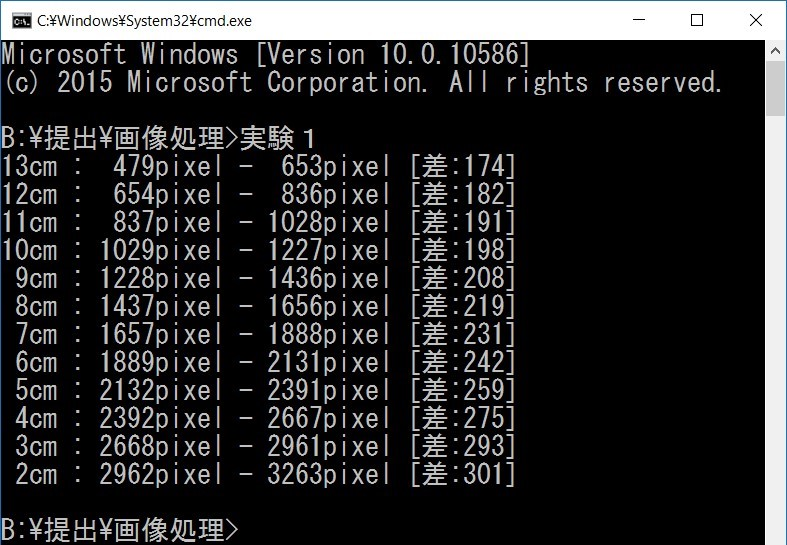 C:¥Windows¥System32¥cmd.exe
Microsoft Windows [Version 10.0.10586]
(c) 2015 Microsoft Corporation. All rights reserved.
B:¥提出¥画像処理>実験１
13cm :  479pixel -  653pixel [差:174]
12cm :  654pixel -  836pixel [差:182]
11cm :  837pixel - 1028pixel [差:191]
10cm : 1029pixel - 1227pixel [差:198]
 9cm : 1228pixel - 1436pixel [差:208]
 8cm : 1437pixel - 1656pixel [差:219]
 7cm : 1657pixel - 1888pixel [差:231]
 6cm : 1889pixel - 2131pixel [差:242]
 5cm : 2132pixel - 2391pixel [差:259]
 4cm : 2392pixel - 2667pixel [差:275]
 3cm : 2668pixel - 2961pixel [差:293]
 2cm : 2962pixel - 3263pixel [差:301]
B:¥提出¥画像処理>